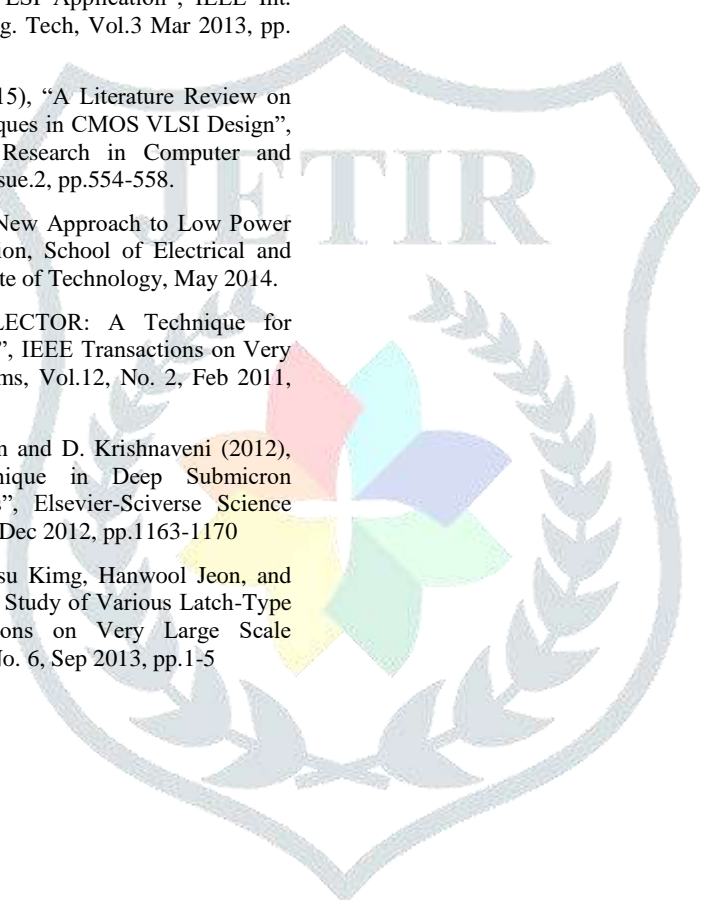 VLSI Application", IEEE Int.
g. Tech, Vol.3 Mar 2013, pp.
15), “A Literature Review on
iques in CMOS VLSI Design”,
Research in Computer and
sue.2, pp.554-558.
New Approach to Low Power
ion, School of Electrical and
te of Technology, May 2014.
LECTOR: A Technique for
”, IEEE Transactions on Very
ms, Vol.12, No. 2, Feb 2011,
n and D. Krishnaveni (2012),
nique in Deep Submicron
s”, Elsevier-Sciverse Science
Dec 2012, pp.1163-1170
su Kimg, Hanwool Jeon, and
Study of Various Latch-Type
ions on Very Large Scale
No. 6, Sep 2013, pp.1-5
JETIR